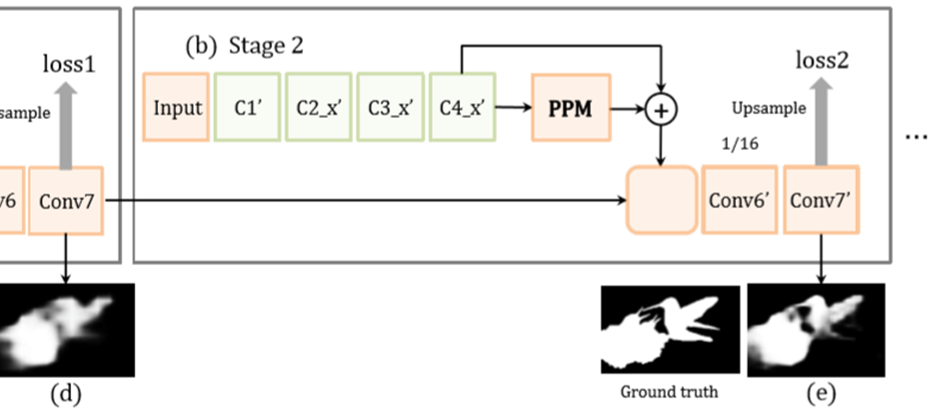 loss1
sample
v6
Conv7
(d)
(b) Stage 2
Input
C1′
C2_x′
C3_x′
C4_x′
PPM
+
loss2
Upsample
1/16
Conv6′
Conv7′
...
Ground truth
(e)